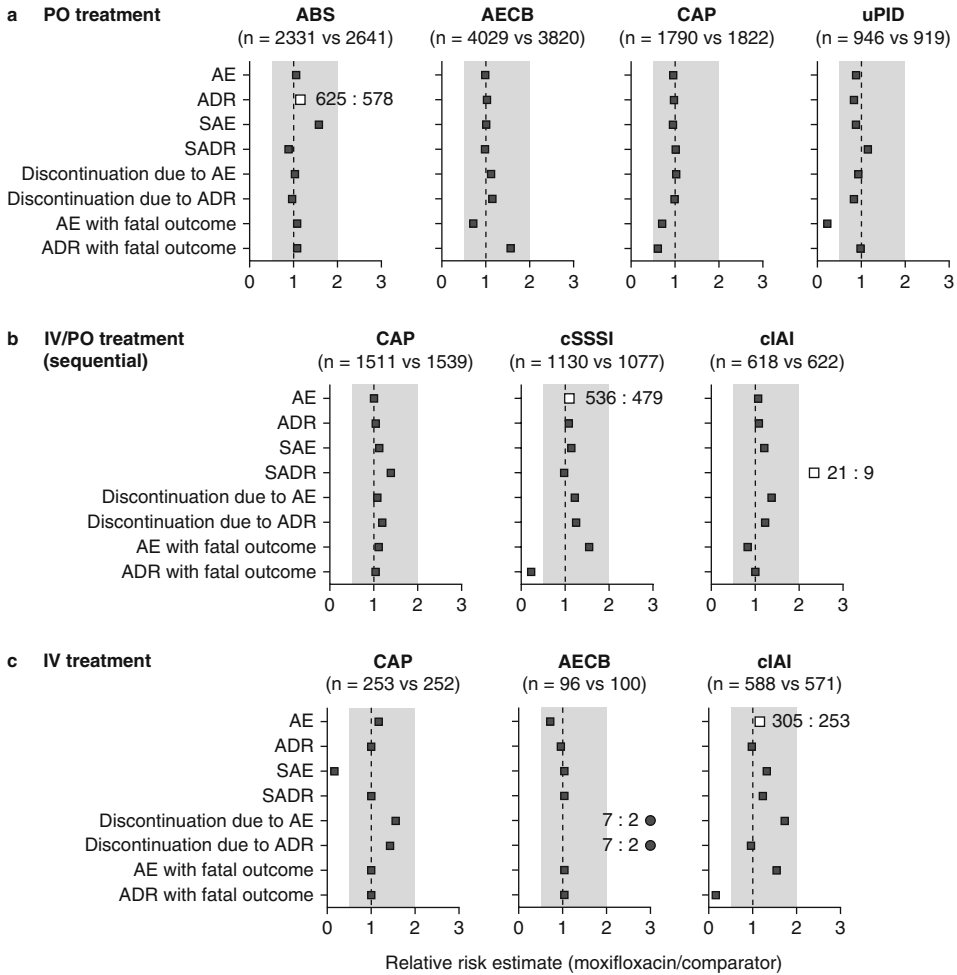 a PO treatment ABS AECB CAP uPID
(n = 2331 vs 2641) (n = 4029 vs 3820) (n = 1790 vs 1822) (n = 946 vs 919)
AE
ADR 625 : 578
SAE
SADR
Discontinuation due to AE
Discontinuation due to ADR
AE with fatal outcome
ADR with fatal outcome
0 1 2 3 0 1 2 3 0 1 2 3 0 1 2 3
b IV/PO treatment CAP cSSSI cIAI
(sequential) (n = 1511 vs 1539) (n = 1130 vs 1077) (n = 618 vs 622)
AE 536 : 479
ADR
SAE
SADR 21 : 9
Discontinuation due to AE
Discontinuation due to ADR
AE with fatal outcome
ADR with fatal outcome
0 1 2 3 0 1 2 3 0 1 2 3
c IV treatment CAP AECB cIAI
(n = 253 vs 252) (n = 96 vs 100) (n = 588 vs 571)
AE 305 : 253
ADR
SAE
SADR
Discontinuation due to AE 7 : 2
Discontinuation due to ADR 7 : 2
AE with fatal outcome
ADR with fatal outcome
0 1 2 3 0 1 2 3 0 1 2 3
Relative risk estimate (moxifloxacin/comparator)